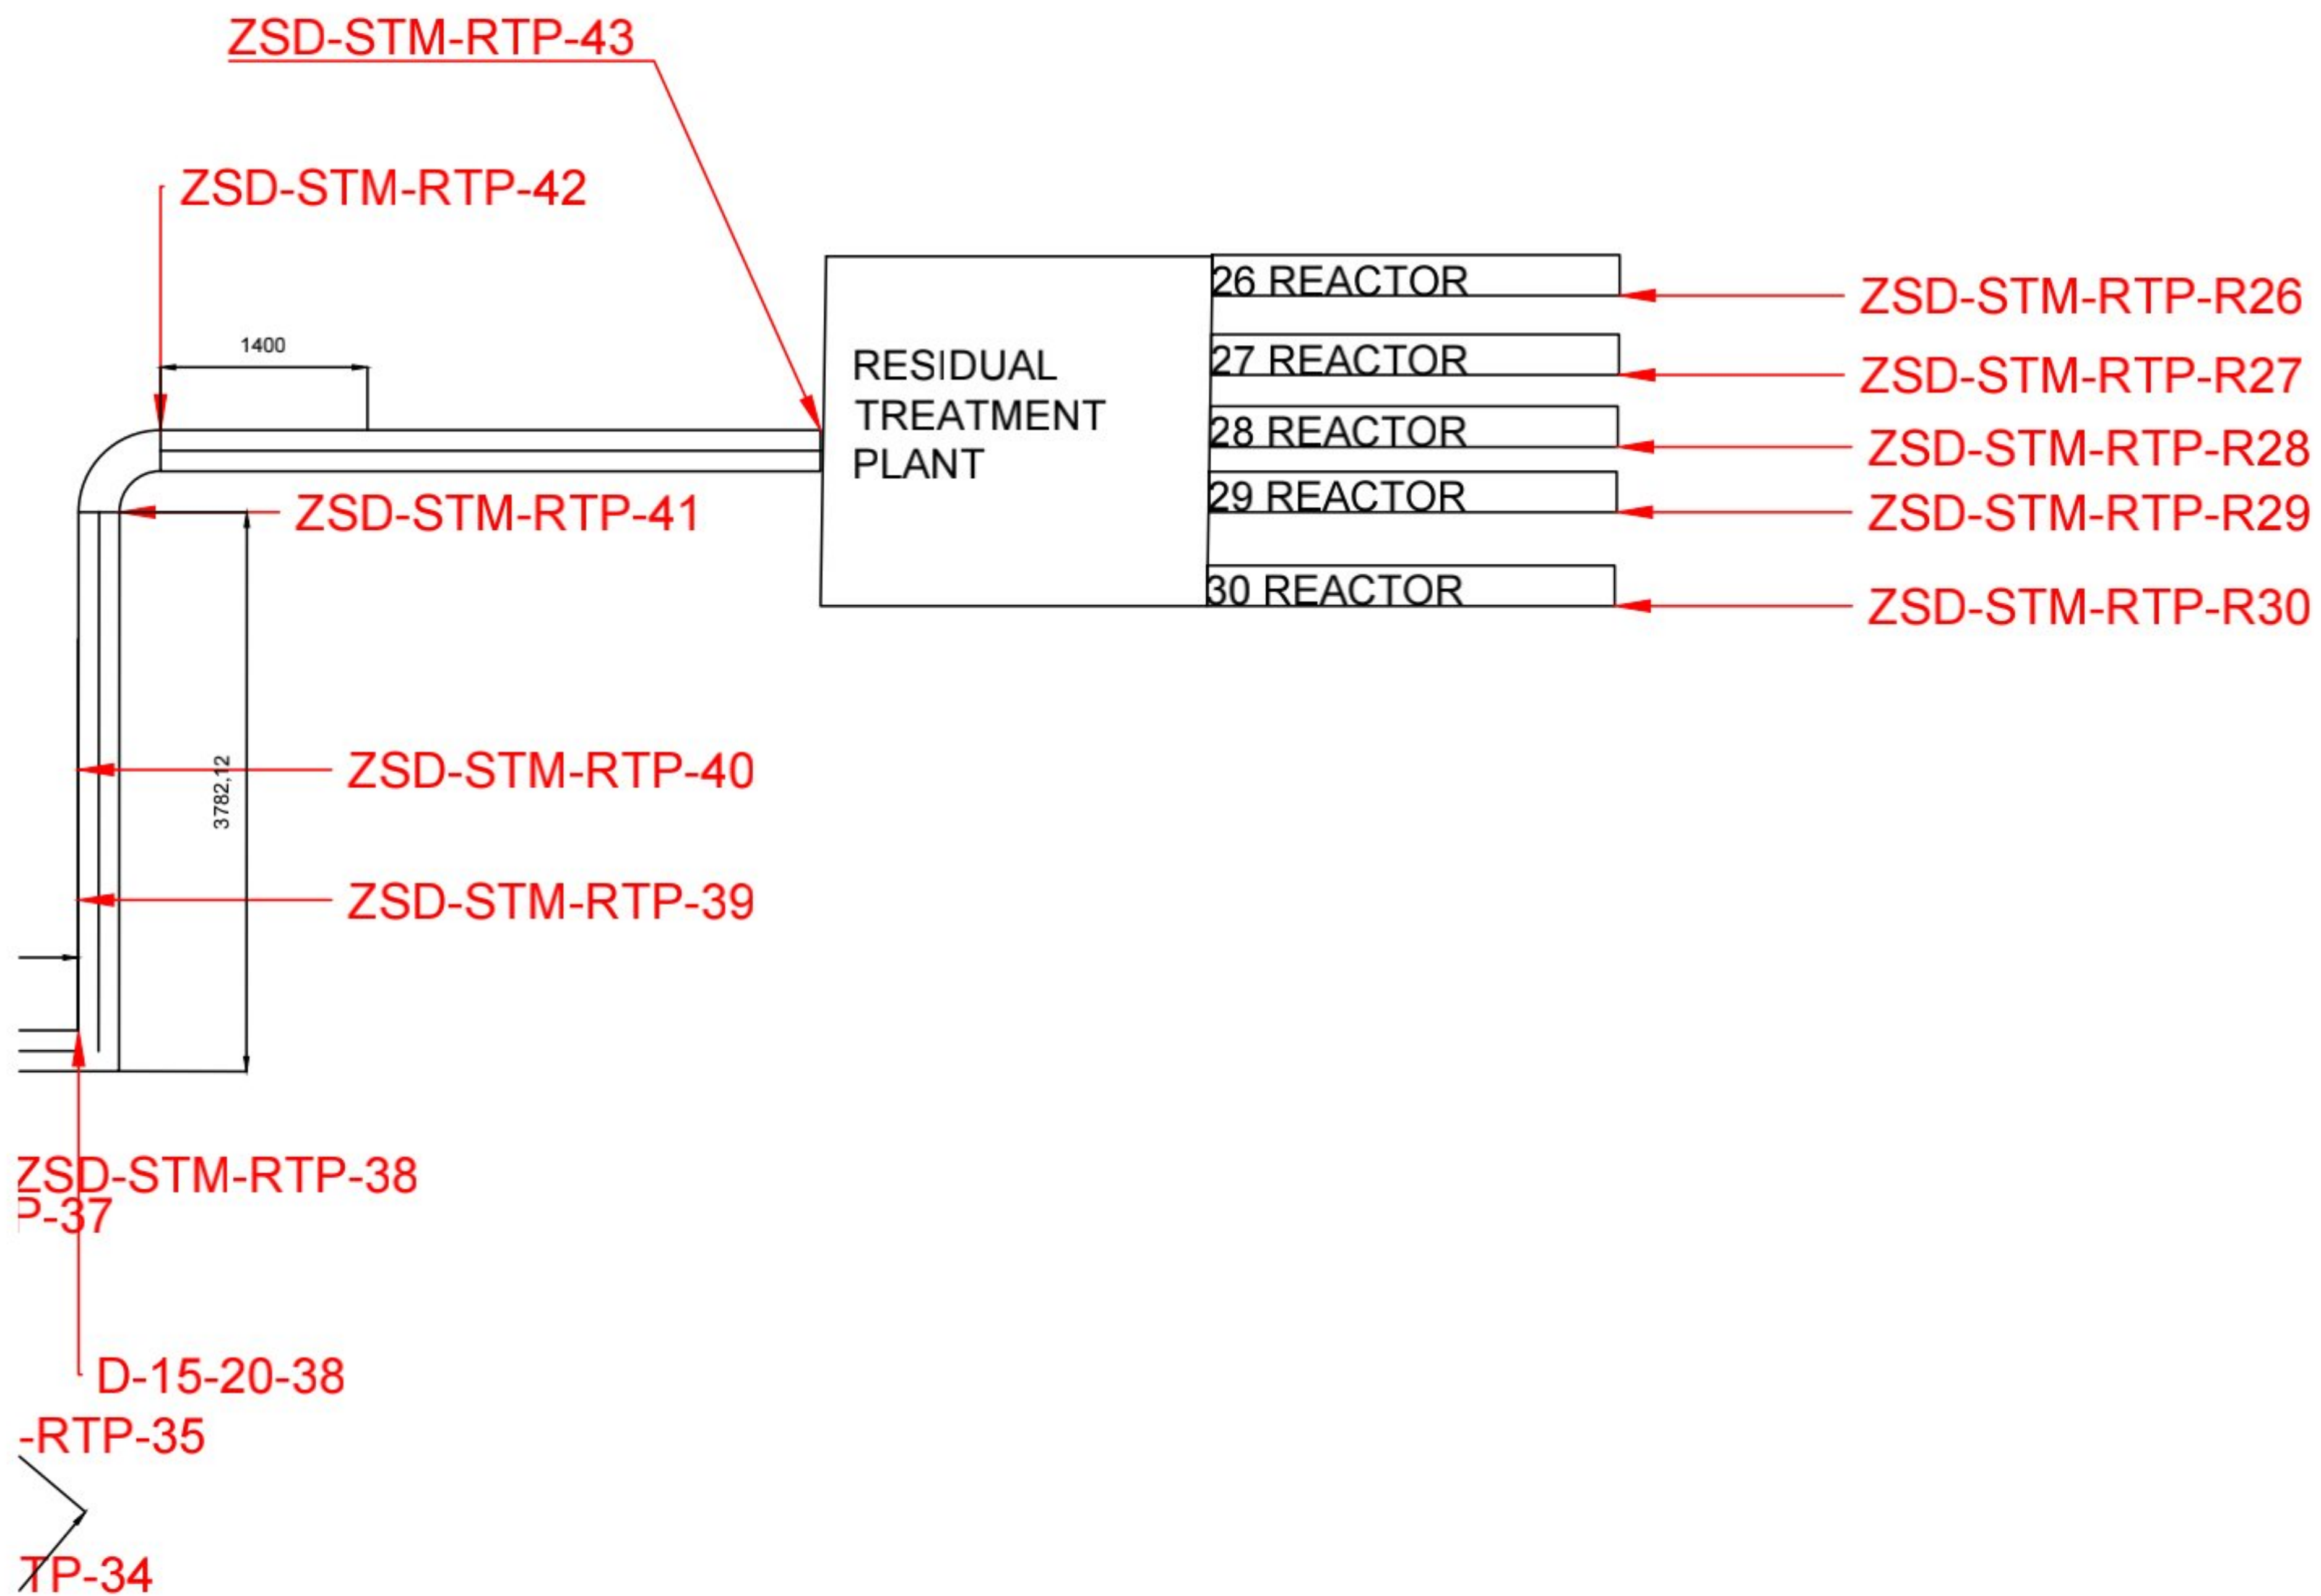 ZSD-STM-RTP-43
ZSD-STM-RTP-42
1400
26 REACTOR
ZSD-STM-RTP-R26
27 REACTOR
ZSD-STM-RTP-R27
RESIDUAL
TREATMENT
PLANT
28 REACTOR
ZSD-STM-RTP-R28
29 REACTOR
ZSD-STM-RTP-R29
ZSD-STM-RTP-41
30 REACTOR
ZSD-STM-RTP-R30
ZSD-STM-RTP-40
3782,12
ZSD-STM-RTP-39
ZSD-STM-RTP-38
P-37
D-15-20-38
-RTP-35
TP-34